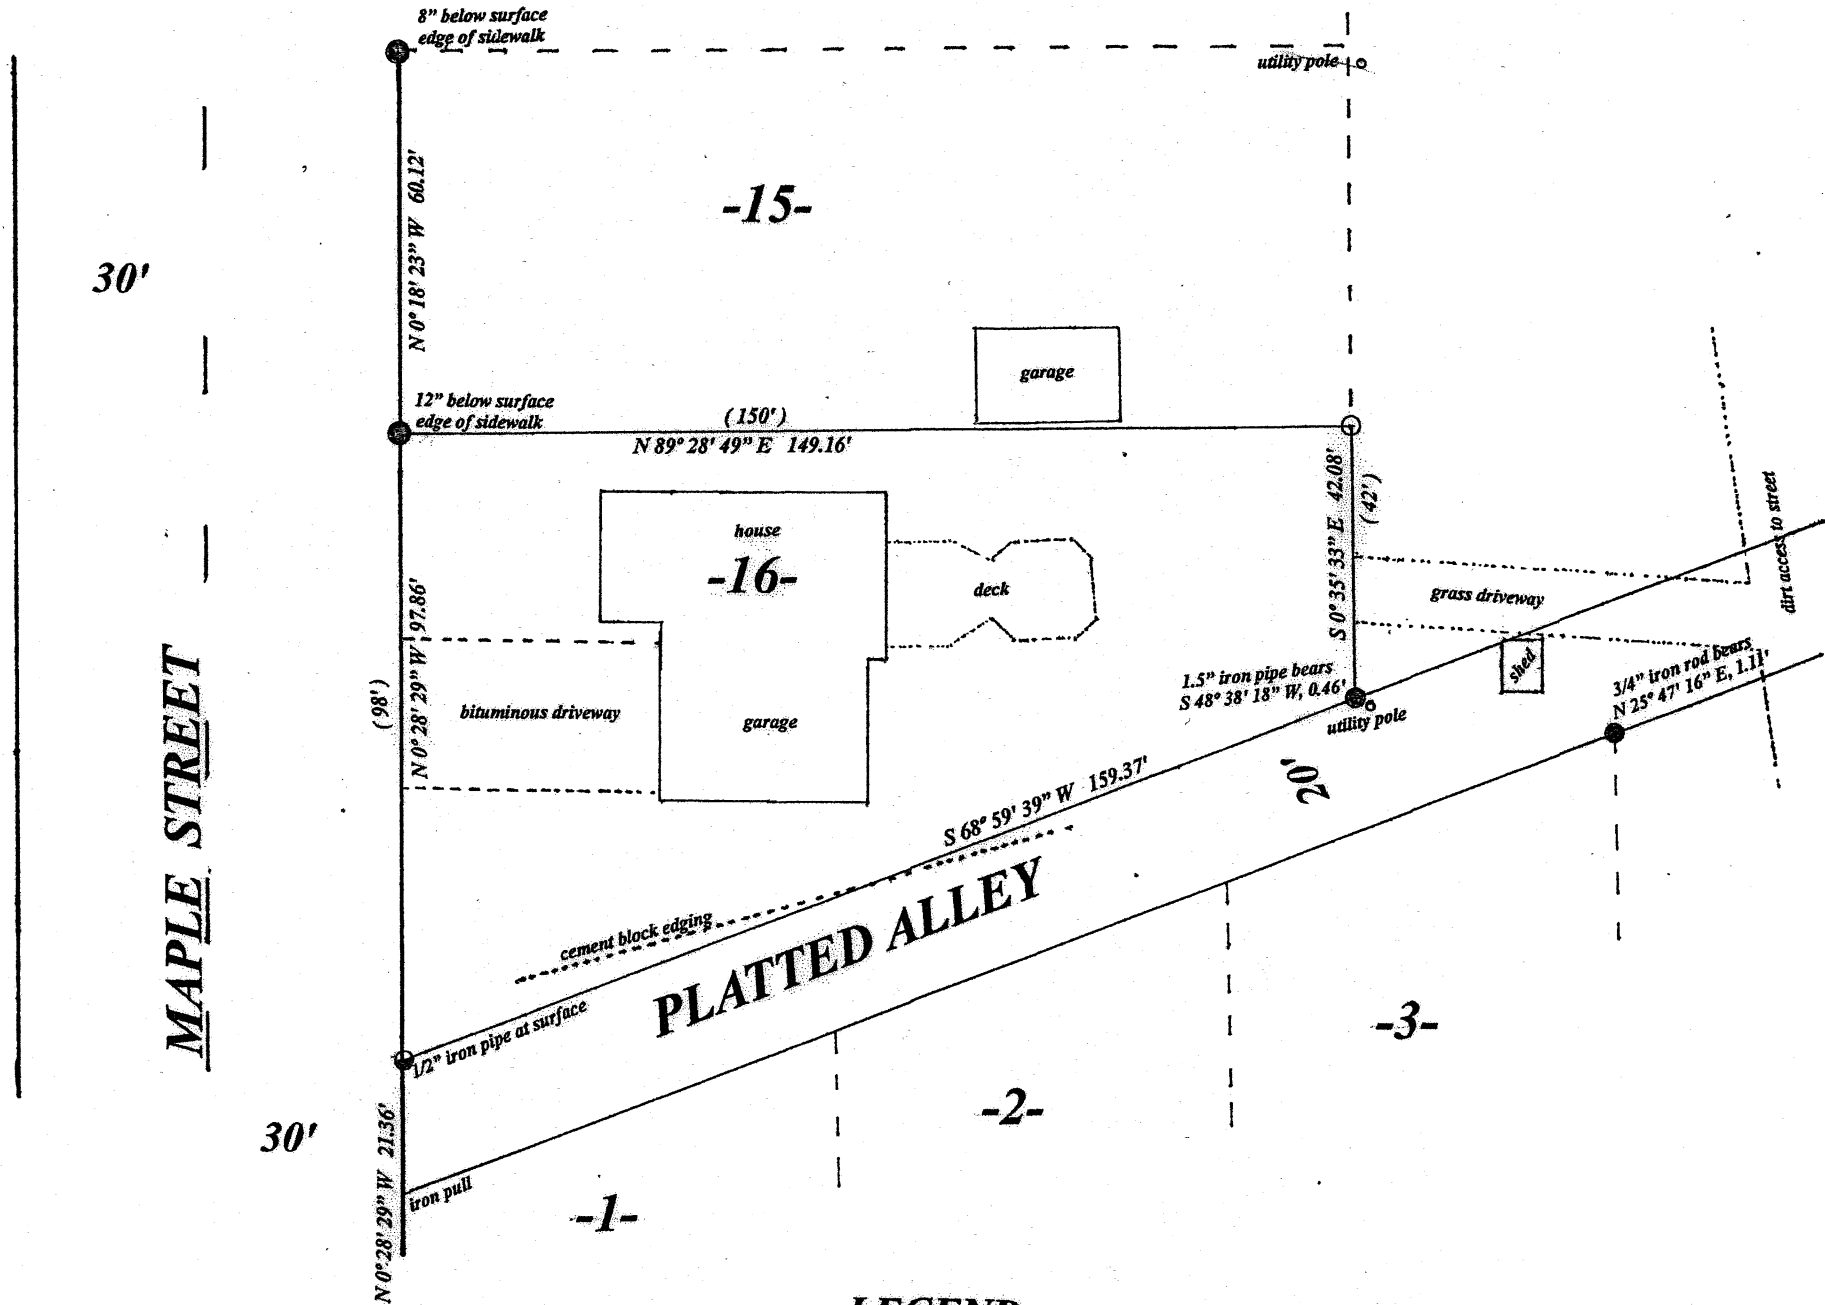 8” below surface
edge of sidewalk
utility pole
N 0° 18' 23” W 60.12'
-15-
30'
garage
12” below surface
edge of sidewalk
( 150' )
N 89° 28' 49” E 149.16'
S 0° 35' 33” E 42.08'
( 42' )
house
-16-
deck
grass driveway
dirt access to street
N 0° 28' 29” W 97.86'
( 98' )
bituminous driveway
garage
1.5” iron pipe bears
S 48° 38' 18” W, 0.46'
utility pole
shed
3/4” iron rod bears
N 25° 47' 16” E, 1.11'
MAPLE STREET
20'
S 68° 59' 39” W 159.37'
cement block edging
PLATTED ALLEY
1/2” iron pipe at surface
-3-
-2-
30'
N 0° 28' 29” W 21.36'
iron pull
-1-
LEGEND